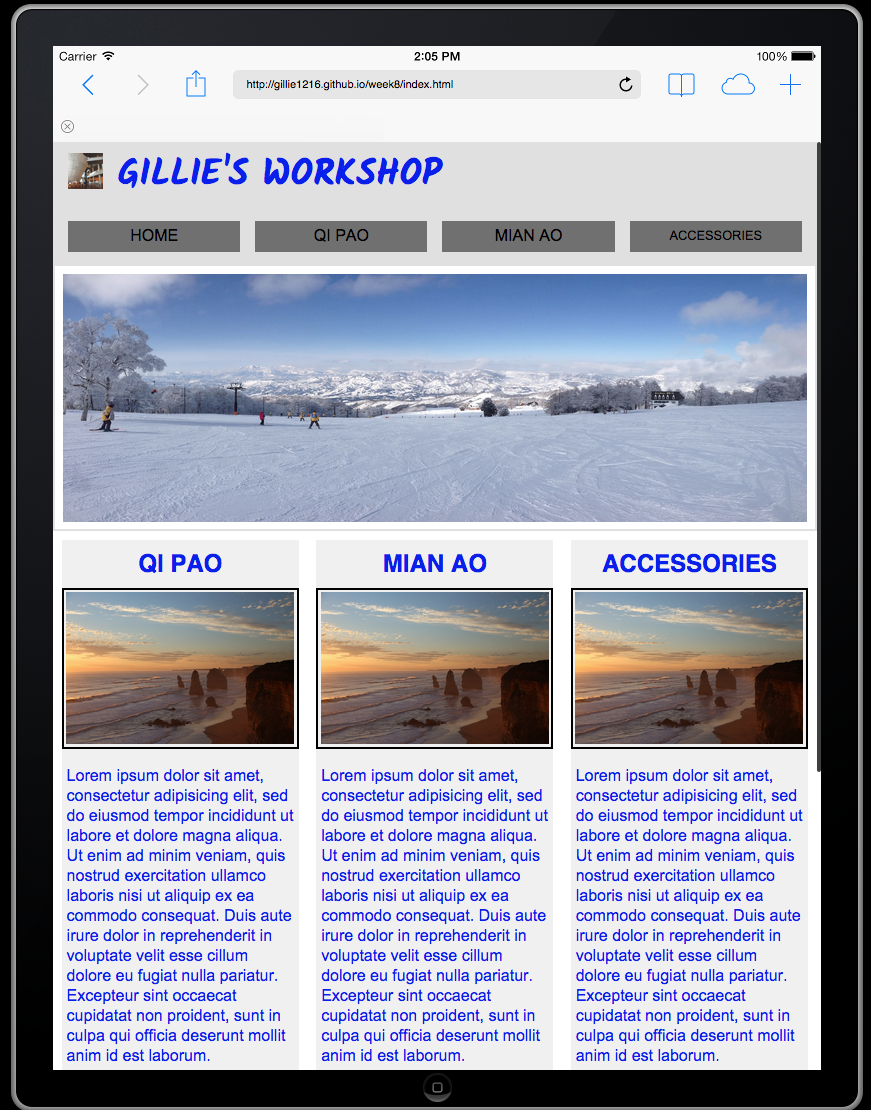 Carrier 2:05 PM 100%
http://gillie1216.github.io/week8/index.html
GILLIE'S WORKSHOP
HOME QI PAO MIAN AO ACCESSORIES
QI PAO
Lorem ipsum dolor sit amet,
consectetur adipisicing elit, sed
do eiusmod tempor incididunt ut
labore et dolore magna aliqua.
Ut enim ad minim veniam, quis
nostrud exercitation ullamco
laboris nisi ut aliquip ex ea
commodo consequat. Duis aute
irure dolor in reprehenderit in
voluptate velit esse cillum
dolore eu fugiat nulla pariatur.
Excepteur sint occaecat
cupidatat non proident, sunt in
culpa qui officia deserunt mollit
anim id est laborum.
MIAN AO
Lorem ipsum dolor sit amet,
consectetur adipisicing elit, sed
do eiusmod tempor incididunt ut
labore et dolore magna aliqua.
Ut enim ad minim veniam, quis
nostrud exercitation ullamco
laboris nisi ut aliquip ex ea
commodo consequat. Duis aute
irure dolor in reprehenderit in
voluptate velit esse cillum
dolore eu fugiat nulla pariatur.
Excepteur sint occaecat
cupidatat non proident, sunt in
culpa qui officia deserunt mollit
anim id est laborum.
ACCESSORIES
Lorem ipsum dolor sit amet,
consectetur adipisicing elit, sed
do eiusmod tempor incididunt ut
labore et dolore magna aliqua.
Ut enim ad minim veniam, quis
nostrud exercitation ullamco
laboris nisi ut aliquip ex ea
commodo consequat. Duis aute
irure dolor in reprehenderit in
voluptate velit esse cillum
dolore eu fugiat nulla pariatur.
Excepteur sint occaecat
cupidatat non proident, sunt in
culpa qui officia deserunt mollit
anim id est laborum.